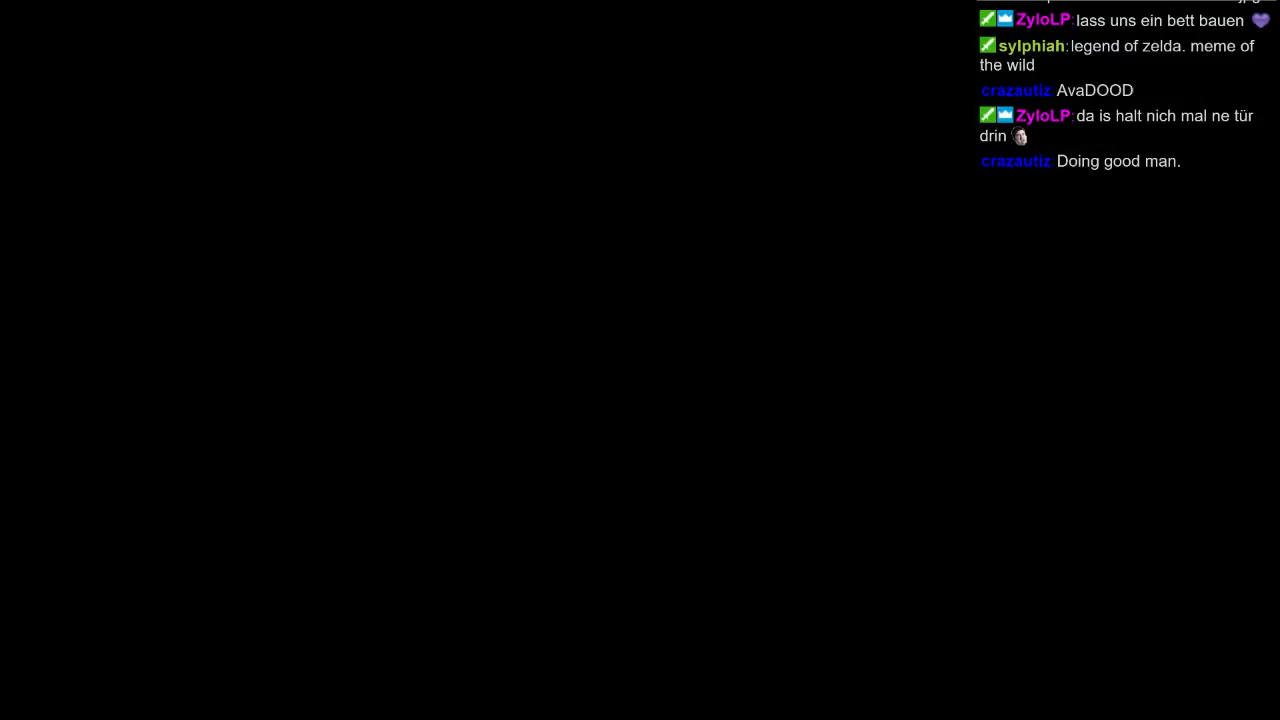 ZyloLP: lass uns ein bett bauen
sylphiah: legend of zelda. meme of
the wild
crazautiz: AvaDOOD
ZyloLP: da is halt nich mal ne tür
drin
crazautiz: Doing good man.